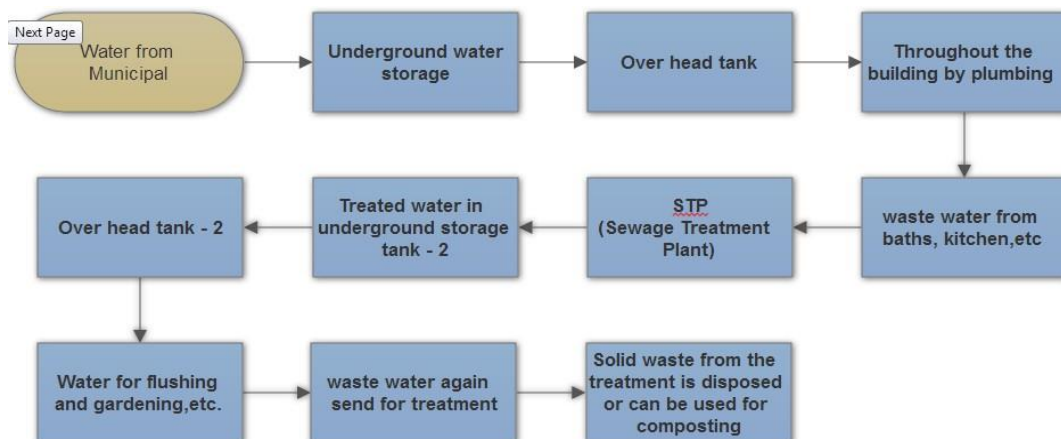 Next Page
Water from
Municipal
Underground water
storage
Over head tank
Throughout the
building by plumbing
waste water from
baths, kitchen,etc
STP
(Sewage Treatment
Plant)
Treated water in
underground storage
tank - 2
Over head tank - 2
Water for flushing
and gardening,etc.
waste water again
send for treatment
Solid waste from the
treatment is disposed
or can be used for
composting